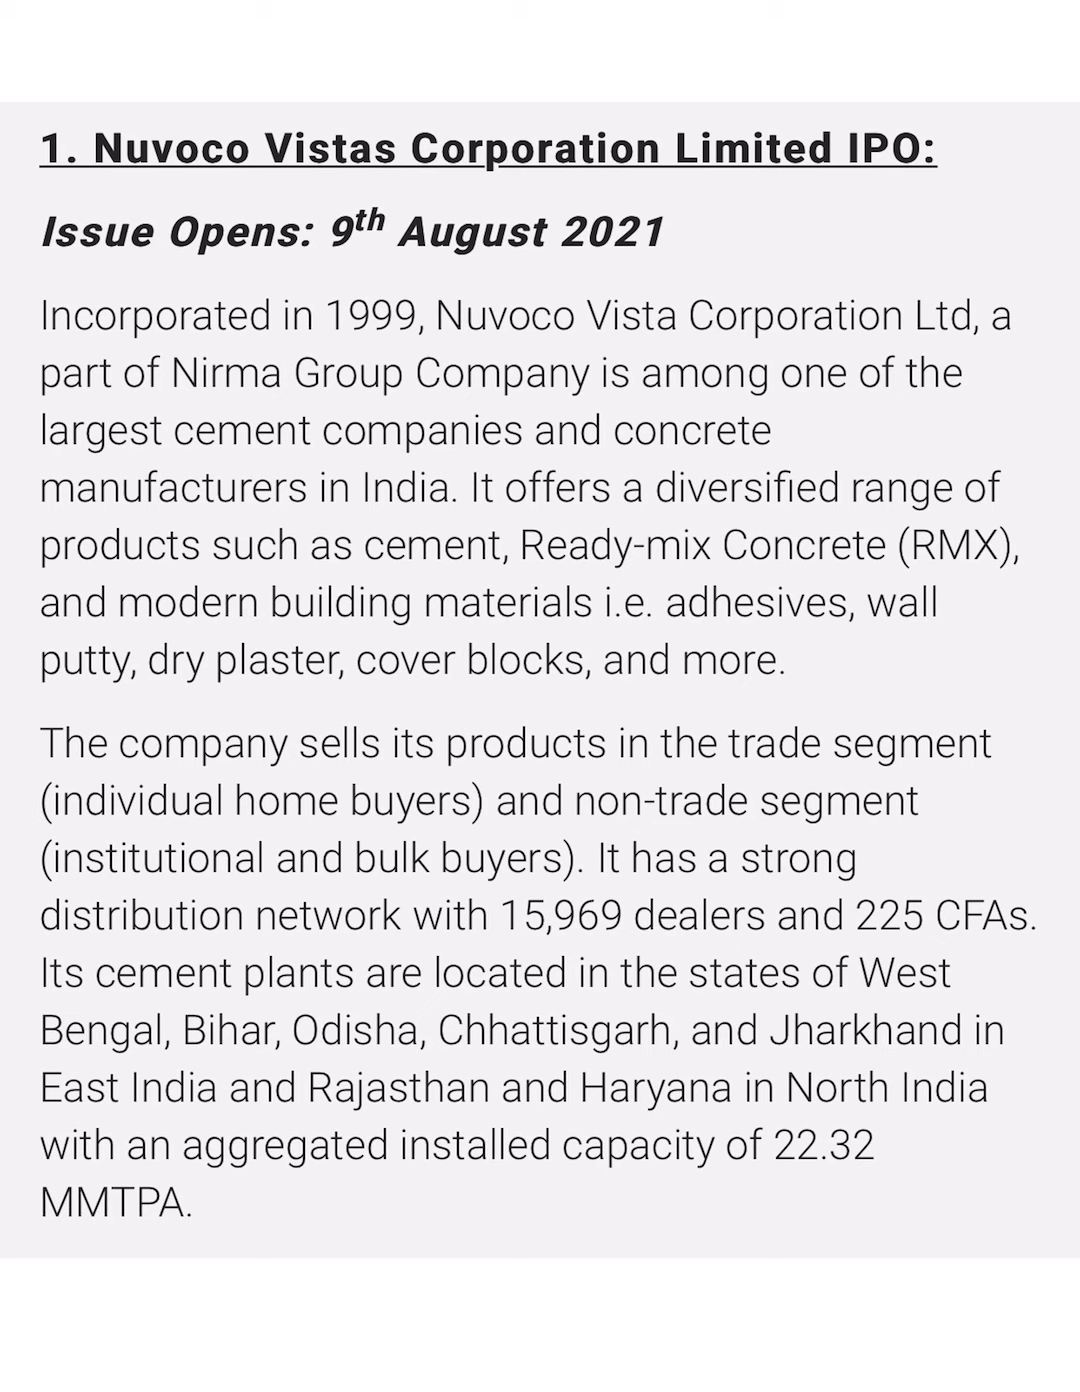 1. Nuvoco Vistas Corporation Limited IPO:
Issue Opens: 9th August 2021
Incorporated in 1999, Nuvoco Vista Corporation Ltd, a
part of Nirma Group Company is among one of the
largest cement companies and concrete
manufacturers in India. It offers a diversified range of
products such as cement, Ready-mix Concrete (RMX),
and modern building materials i.e. adhesives, wall
putty, dry plaster, cover blocks, and more.
The company sells its products in the trade segment
(individual home buyers) and non-trade segment
(institutional and bulk buyers). It has a strong
distribution network with 15,969 dealers and 225 CFAs.
Its cement plants are located in the states of West
Bengal, Bihar, Odisha, Chhattisgarh, and Jharkhand in
East India and Rajasthan and Haryana in North India
with an aggregated installed capacity of 22.32
MMTPA.